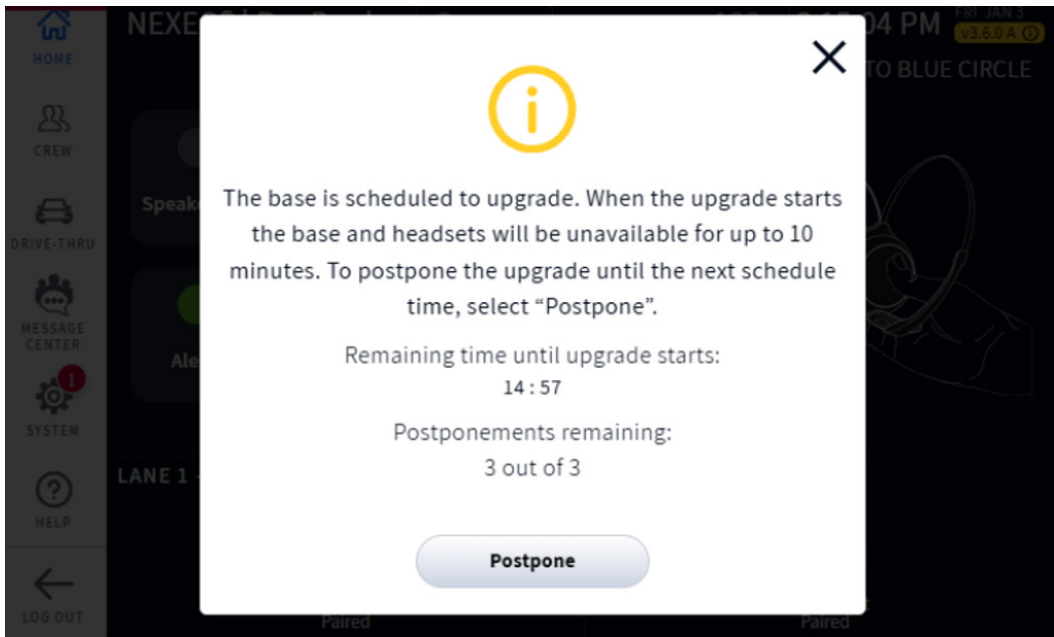 HOME
CREW
DRIVE-THRU
MESSAGE
CENTER
SYSTEM
HELP
LOG OUT
04 PM
FRI JAN 3
v3.6.0 A
TO BLUE CIRCLE
The base is scheduled to upgrade. When the upgrade starts
the base and headsets will be unavailable for up to 10
minutes. To postpone the upgrade until the next schedule
time, select “Postpone”.
Remaining time until upgrade starts:
14 : 57
Postponements remaining:
3 out of 3
Postpone
LANE 1 -
Paired
Paired